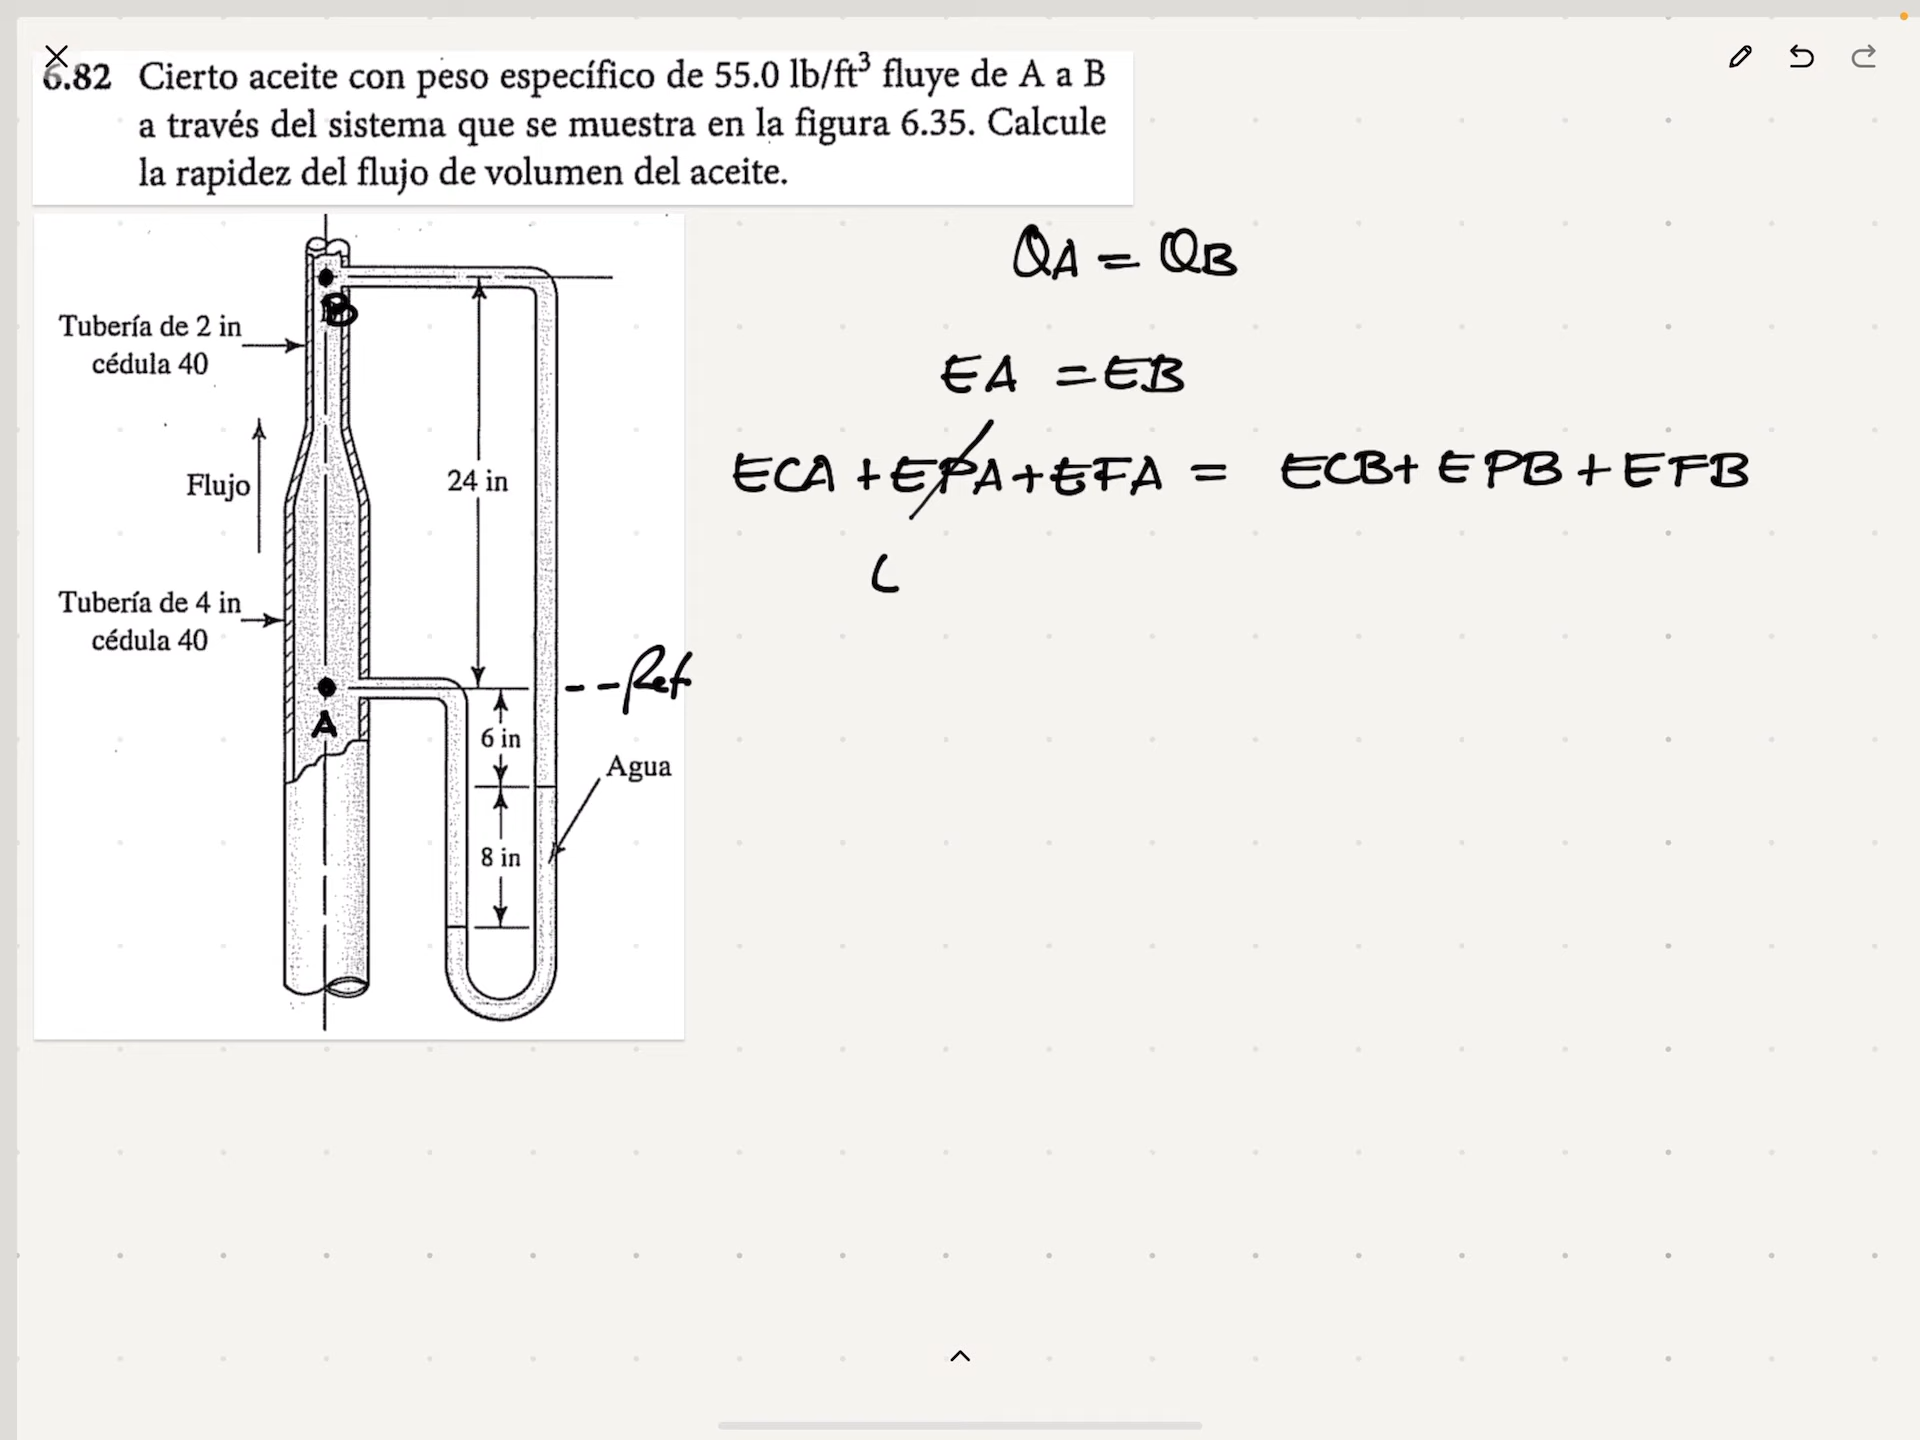 6.82 Cierto aceite con peso específico de 55.0 lb/ft³ fluye de A a B
a través del sistema que se muestra en la figura 6.35. Calcule
la rapidez del flujo de volumen del aceite.
QA = QB
B
Tubería de 2 in
cédula 40
EA = EB
ECA + EPA + EFA = ECB + EPB + EFB
24 in
Flujo
Tubería de 4 in
cédula 40
Ref
A
6 in
Agua
8 in